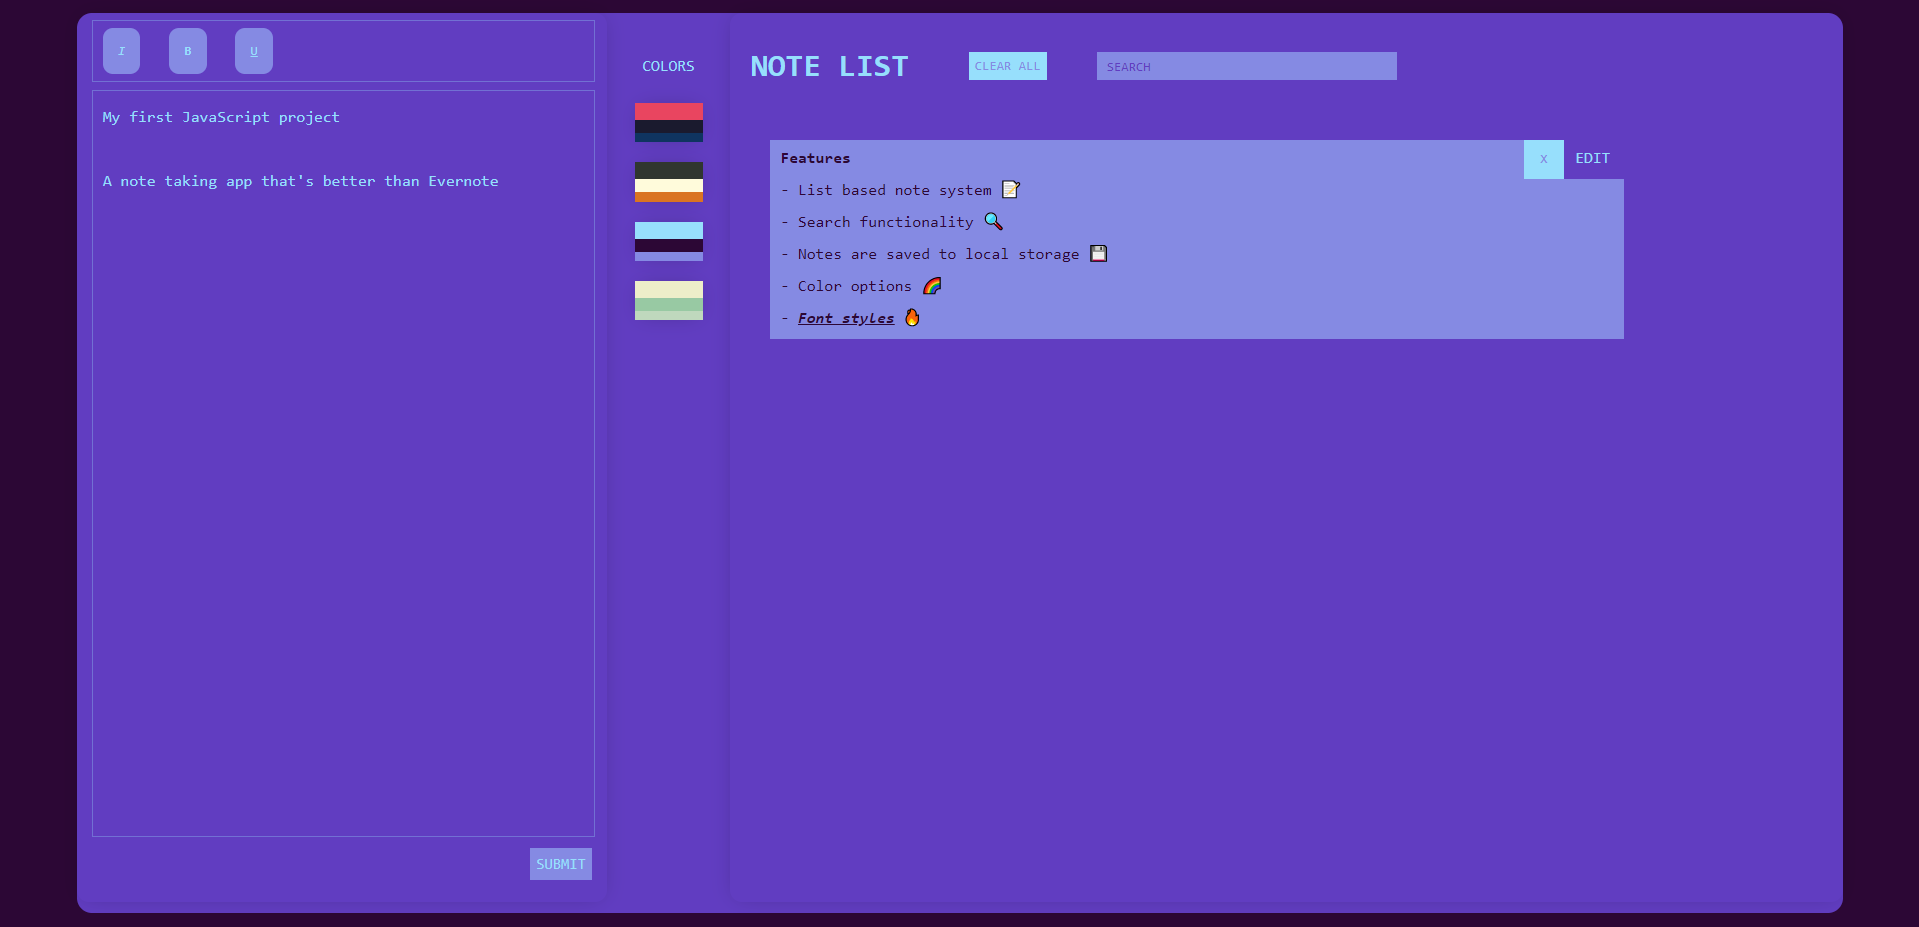 I B U
My first JavaScript project
A note taking app that's better than Evernote
SUBMIT
COLORS
NOTE LIST
CLEAR ALL
SEARCH
Features
x
EDIT
- List based note system 📝
- Search functionality 🔍
- Notes are saved to local storage 💾
- Color options 🌈
- Font styles 🔥